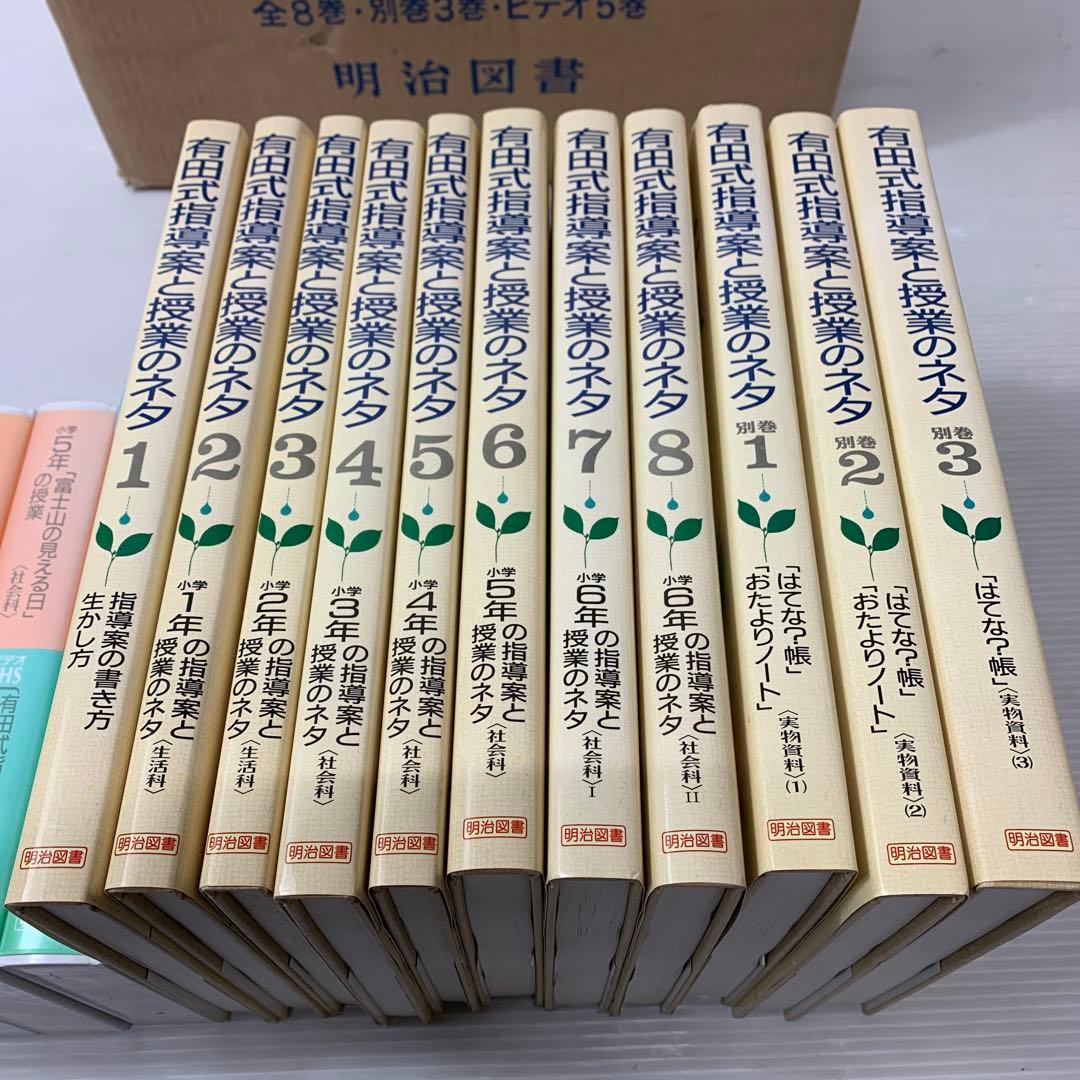 全8巻・別巻3巻・ビデオ5巻
明治図書
小学
5年「富士山の見える日」
の授業
〈社会科〉
有田式指導案と授業のネタ
1
指導案の書き方
生かし方
明治図書
有田式指導案と授業のネタ
2
小学
1年の指導案と
授業のネタ
〈生活科〉
明治図書
有田式指導案と授業のネタ
3
小学
2年の指導案と
授業のネタ
〈生活科〉
明治図書
有田式指導案と授業のネタ
4
小学
3年の指導案と
授業のネタ
〈社会科〉
明治図書
有田式指導案と授業のネタ
5
小学
4年の指導案と
授業のネタ
〈社会科〉
明治図書
有田式指導案と授業のネタ
6
小学
5年の指導案と
授業のネタ
〈社会科〉
明治図書
有田式指導案と授業のネタ
7
小学
6年の指導案と
授業のネタ
〈社会科〉I
明治図書
有田式指導案と授業のネタ
8
小学
6年の指導案と
授業のネタ
〈社会科〉II
明治図書
有田式指導案と授業のネタ
別巻
1
「はてな?帳」
「おたよりノート」
〈実物資料〉(1)
明治図書
有田式指導案と授業のネタ
別巻
2
「はてな?帳」
「おたよりノート」
〈実物資料〉(2)
明治図書
有田式指導案と授業のネタ
別巻
3
「はてな?帳」〈実物資料〉(3)
明治図書